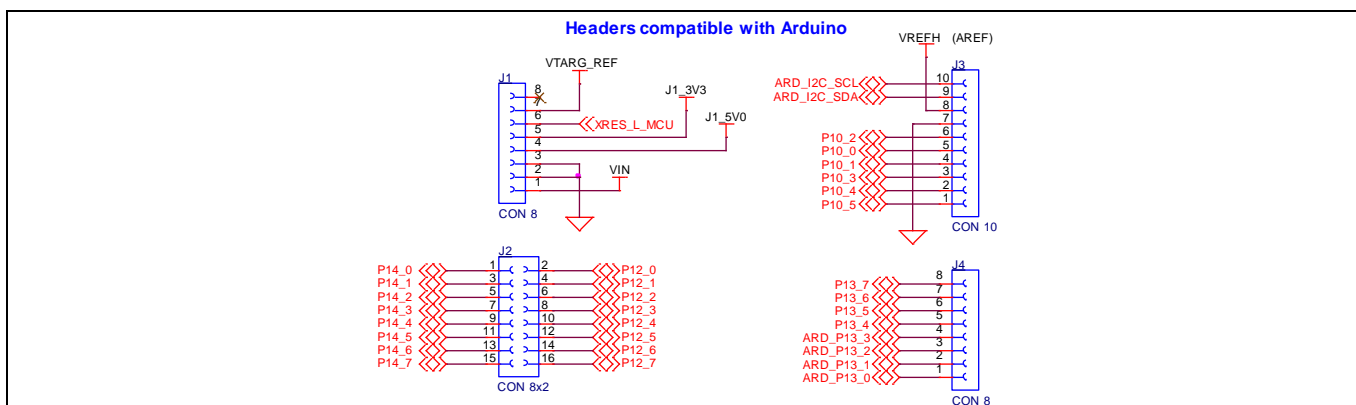 Headers compatible with Arduino
J1
VTARG_REF
8
7
6 XRES_L_MCU
5 J1_3V3
4 J1_5V0
3
2
1 VIN
CON 8
VREFH (AREF)
J3
ARD_I2C_SCL 10
ARD_I2C_SDA 9
8
7
P10_2 6
P10_0 5
P10_1 4
P10_3 3
P10_4 2
P10_5 1
CON 10
J2
P14_0 1 2 P12_0
P14_1 3 4 P12_1
P14_2 5 6 P12_2
P14_3 7 8 P12_3
P14_4 9 10 P12_4
P14_5 11 12 P12_5
P14_6 13 14 P12_6
P14_7 15 16 P12_7
CON 8x2
J4
P13_7 8
P13_6 7
P13_5 6
P13_4 5
ARD_P13_3 4
ARD_P13_2 3
ARD_P13_1 2
ARD_P13_0 1
CON 8